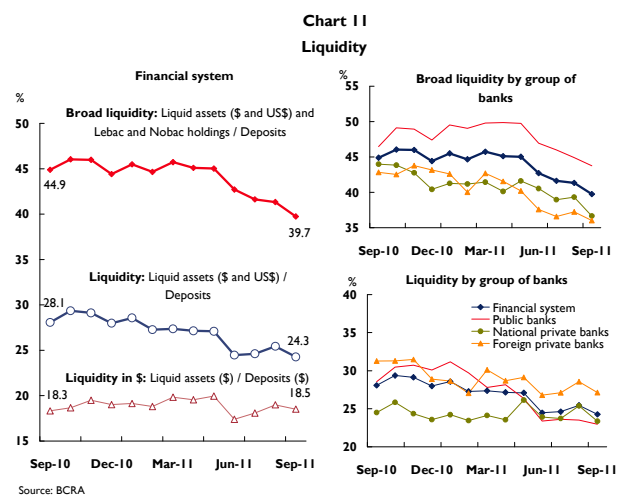 Chart 11
Liquidity
Financial system
%
Broad liquidity: Liquid assets ($ and US$) and
Lebac and Nobac holdings / Deposits
50
45
40
35
30
25
20
15
44.9
39.7
Liquidity: Liquid assets ($ and US$) /
Deposits
28.1
24.3
Liquidity in $: Liquid assets ($) / Deposits ($)
18.3
18.5
Sep-10 Dec-10 Mar-11 Jun-11 Sep-11
Broad liquidity by group of
banks
%
55
50
45
40
35
Sep-10 Dec-10 Mar-11 Jun-11 Sep-11
Liquidity by group of banks
%
40
35
30
25
20
Financial system
Public banks
National private banks
Foreign private banks
Sep-10 Dec-10 Mar-11 Jun-11 Sep-11
Source: BCRA